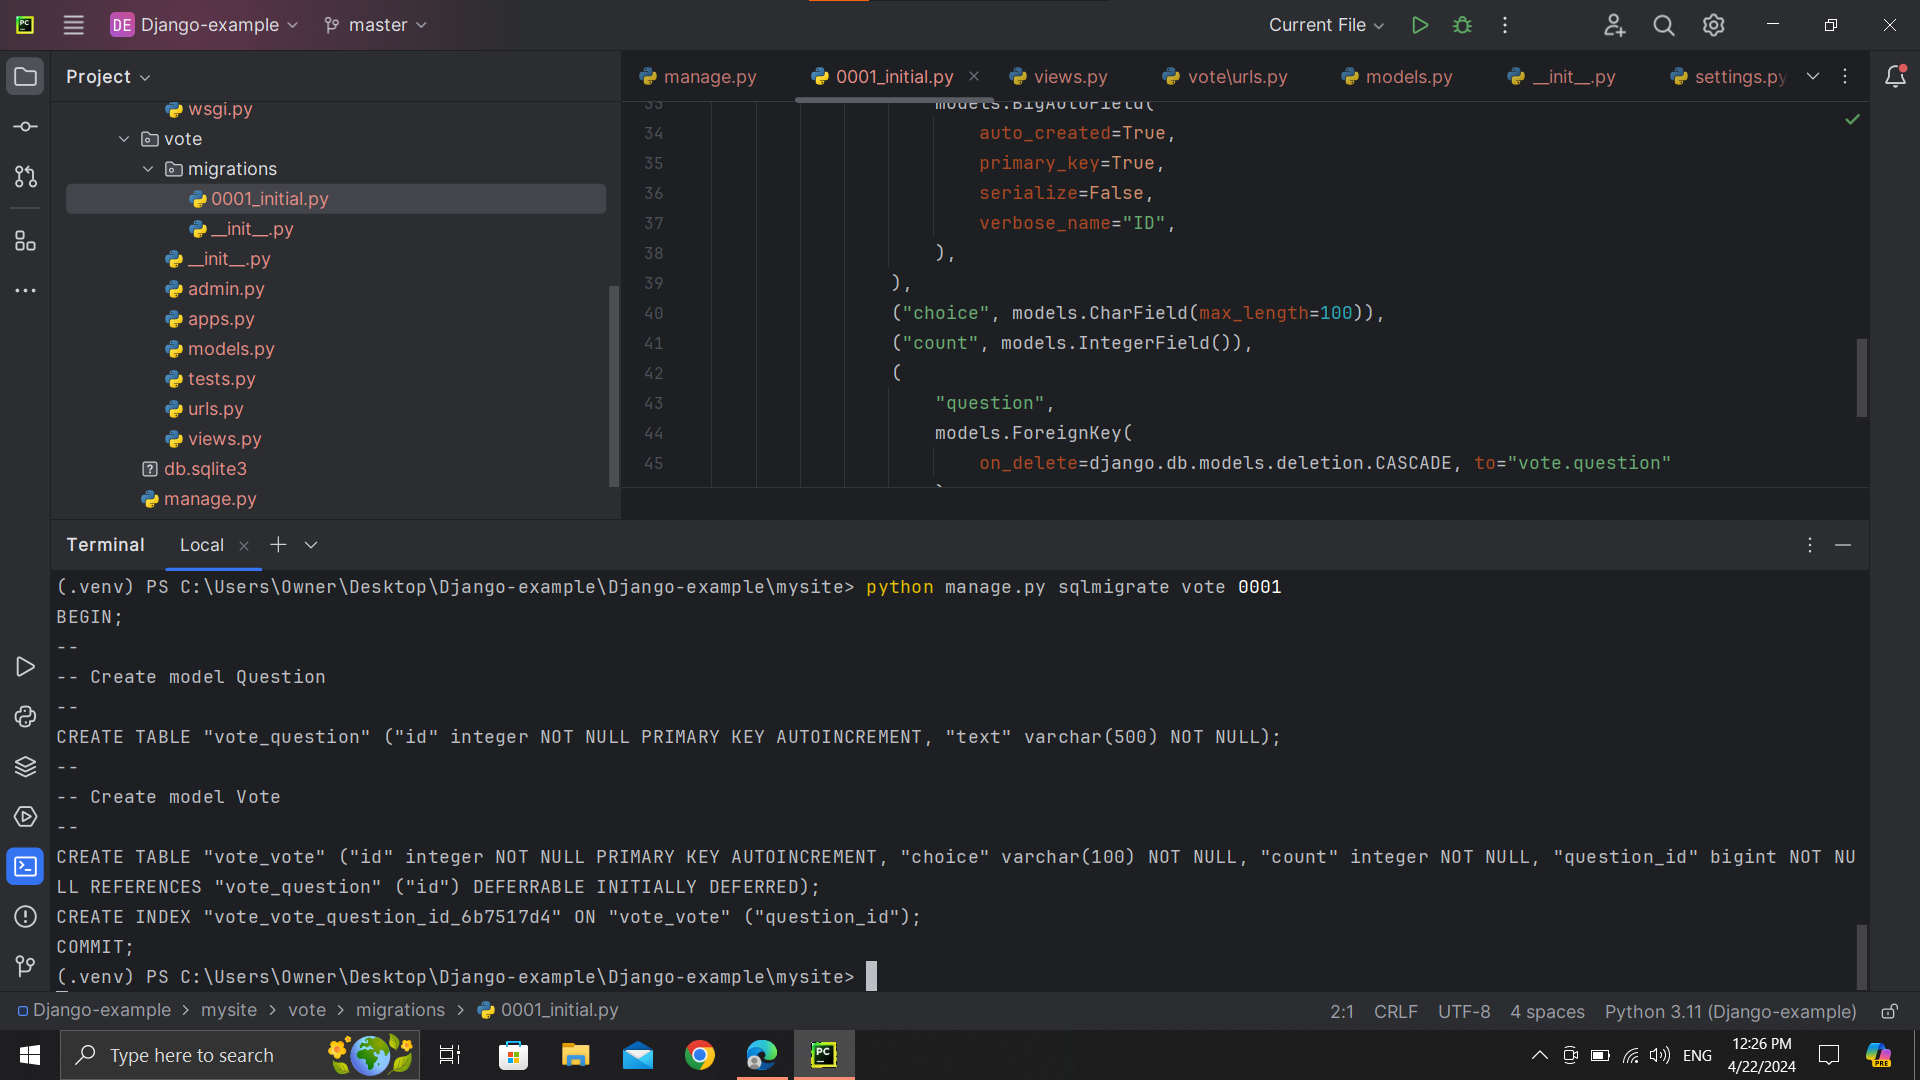 PC
DE Django-example
master
Current File
Project
manage.py
0001_initial.py
views.py
vote\urls.py
models.py
__init__.py
settings.py
wsgi.py
vote
migrations
0001_initial.py
__init__.py
__init__.py
admin.py
apps.py
models.py
tests.py
urls.py
views.py
db.sqlite3
manage.py
33 models.BigAutoField(
34 auto_created=True,
35 primary_key=True,
36 serialize=False,
37 verbose_name="ID",
38 ),
39 ),
40 ("choice", models.CharField(max_length=100)),
41 ("count", models.IntegerField()),
42 (
43 "question",
44 models.ForeignKey(
45 on_delete=django.db.models.deletion.CASCADE, to="vote.question"
Terminal
Local
(.venv) PS C:\Users\Owner\Desktop\Django-example\Django-example\mysite> python manage.py sqlmigrate vote 0001
BEGIN;
--
-- Create model Question
--
CREATE TABLE "vote_question" ("id" integer NOT NULL PRIMARY KEY AUTOINCREMENT, "text" varchar(500) NOT NULL);
--
-- Create model Vote
--
CREATE TABLE "vote_vote" ("id" integer NOT NULL PRIMARY KEY AUTOINCREMENT, "choice" varchar(100) NOT NULL, "count" integer NOT NULL, "question_id" bigint NOT NU
LL REFERENCES "vote_question" ("id") DEFERRABLE INITIALLY DEFERRED);
CREATE INDEX "vote_vote_question_id_6b7517d4" ON "vote_vote" ("question_id");
COMMIT;
(.venv) PS C:\Users\Owner\Desktop\Django-example\Django-example\mysite>
Django-example > mysite > vote > migrations > 0001_initial.py
2:1 CRLF UTF-8 4 spaces Python 3.11 (Django-example)
Type here to search
PC
ENG
12:26 PM
4/22/2024
PRE